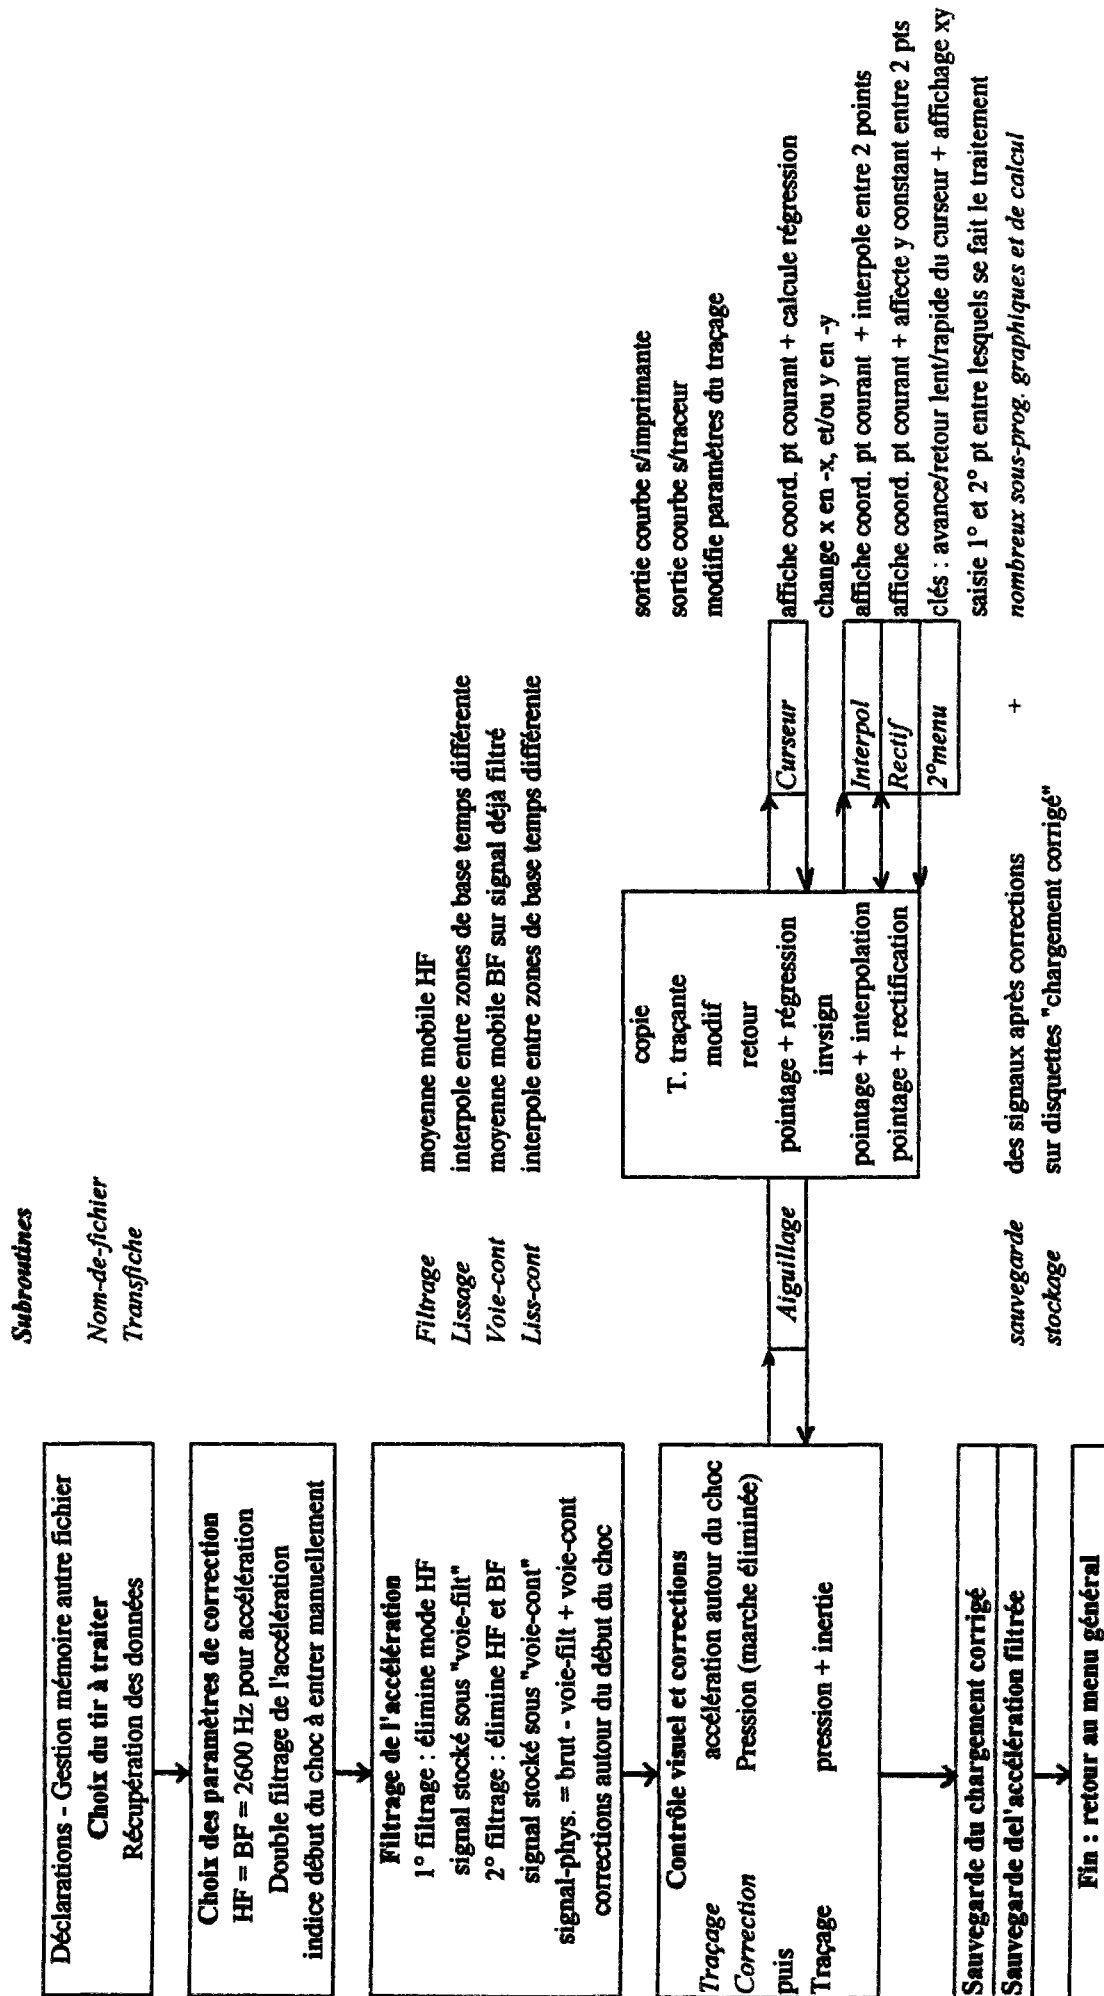 Subroutines
Déclarations - Gestion mémoire autre fichier
Choix du tir à traiter
Récupération des données
Nom-de-fichier
Transfiche
Choix des paramètres de correction
HF = BF = 2600 Hz pour accélération
Double filtrage de l'accélération
indice début du choc à entrer manuellement
Filtrage de l'accélération
1° filtrage : élimine mode HF
signal stocké sous "voie-filt"
2° filtrage : élimine HF et BF
signal stocké sous "voie-cont"
signal-phys. = brut - voie-filt + voie-cont
corrections autour du début du choc
Filtrage moyenne mobile HF
Lissage interpole entre zones de base temps différente
Voie-cont moyenne mobile BF sur signal déjà filtré
Liss-cont interpole entre zones de base temps différente
Contrôle visuel et corrections
Traçage accélération autour du choc
Correction Pression (marche éliminée)
puis
Traçage pression + inertie
Aiguillage
copie
T. traçante
modif
retour
pointage + régression
invsign
pointage + interpolation
pointage + rectification
Curseur
Interpol
Rectif
2°menu
sortie courbe s/imprimante
sortie courbe s/traceur
modifie paramètres du traçage
affiche coord. pt courant + calcule régression
change x en -x, et/ou y en -y
affiche coord. pt courant + interpole entre 2 points
affiche coord. pt courant + affecte y constant entre 2 pts
clés : avance/retour lent/rapide du curseur + affichage xy
saisie 1° et 2° pt entre lesquels se fait le traitement
+ nombreux sous-prog. graphiques et de calcul
Sauvegarde du chargement corrigé
Sauvegarde del'accélération filtrée
sauvegarde des signaux après corrections
stockage sur disquettes "chargement corrigé"
Fin : retour au menu général